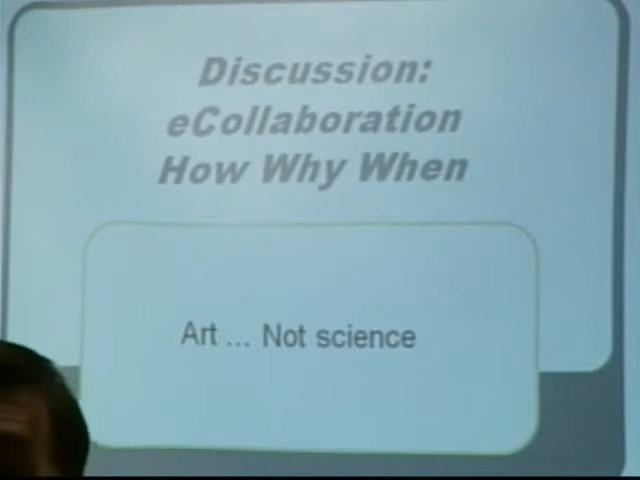 Discussion:
eCollaboration
How Why When
Art ... Not science